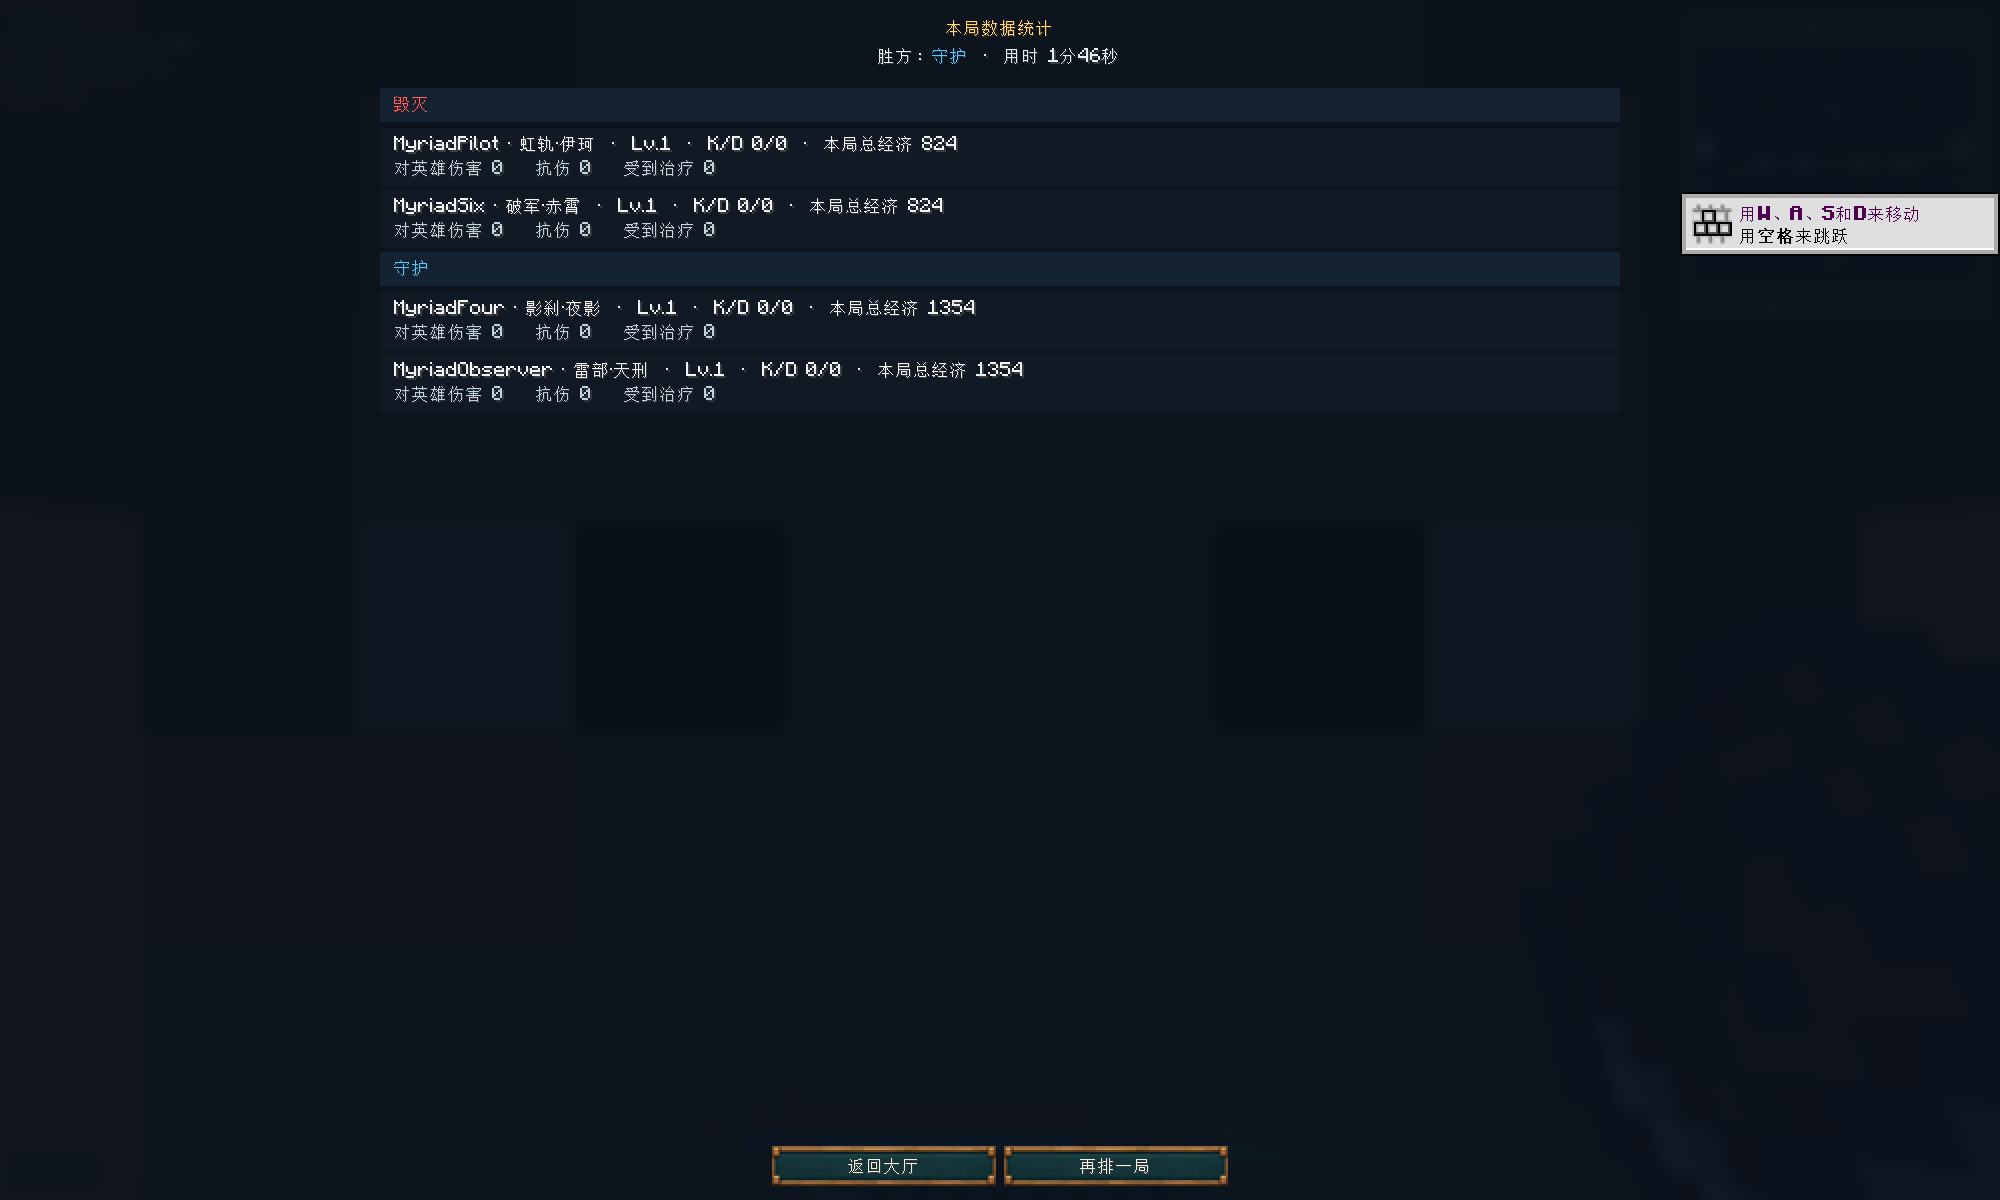 本局数据统计
胜方: 守护 · 用时 1分46秒
毁灭
MyriadPilot · 虹轨·伊珂 · Lv.1 · K/D 0/0 · 本局总经济 824
对英雄伤害 0 抗伤 0 受到治疗 0
MyriadSix · 破军·赤霄 · Lv.1 · K/D 0/0 · 本局总经济 824
对英雄伤害 0 抗伤 0 受到治疗 0
用W、A、S和D来移动
用空格来跳跃
守护
MyriadFour · 影刹·夜影 · Lv.1 · K/D 0/0 · 本局总经济 1354
对英雄伤害 0 抗伤 0 受到治疗 0
MyriadObserver · 雷部·天刑 · Lv.1 · K/D 0/0 · 本局总经济 1354
对英雄伤害 0 抗伤 0 受到治疗 0
返回大厅
再排一局